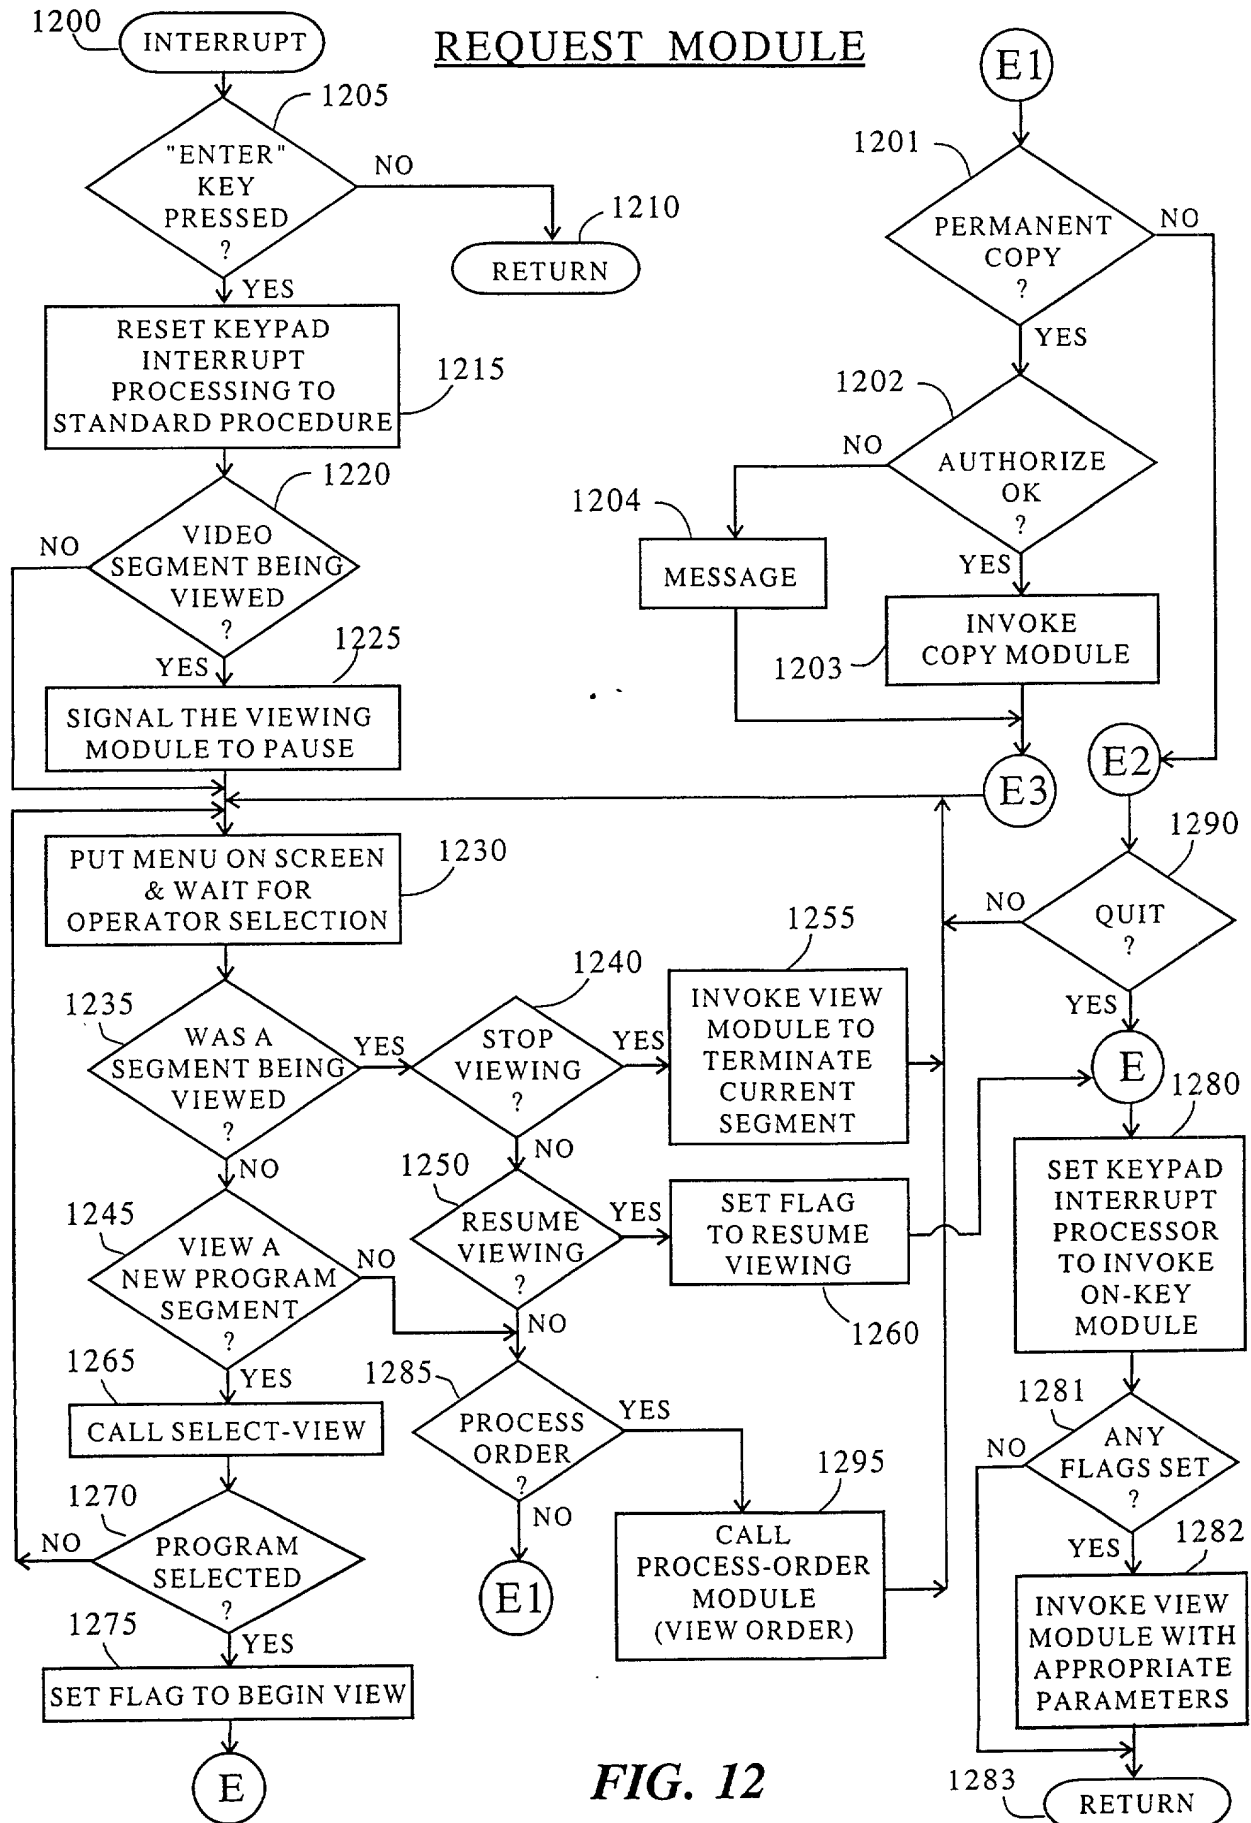 REQUEST MODULE
1200
INTERRUPT
1205
"ENTER"
KEY
PRESSED
?
NO
1210
RETURN
YES
RESET KEYPAD
INTERRUPT
PROCESSING TO
STANDARD PROCEDURE
1215
1220
VIDEO
SEGMENT BEING
VIEWED
?
NO
YES
1225
SIGNAL THE VIEWING
MODULE TO PAUSE
PUT MENU ON SCREEN
& WAIT FOR
OPERATOR SELECTION
1230
1235
WAS A
SEGMENT BEING
VIEWED
?
YES
NO
1240
STOP
VIEWING
?
YES
NO
1255
INVOKE VIEW
MODULE TO
TERMINATE
CURRENT
SEGMENT
1245
VIEW A
NEW PROGRAM
SEGMENT
?
NO
YES
1250
RESUME
VIEWING
?
YES
NO
SET FLAG
TO RESUME
VIEWING
1260
1265
CALL SELECT-VIEW
1285
PROCESS
ORDER
?
YES
NO
E1
1295
CALL
PROCESS-ORDER
MODULE
(VIEW ORDER)
1270
PROGRAM
SELECTED
?
NO
YES
1275
SET FLAG TO BEGIN VIEW
E
E1
1201
PERMANENT
COPY
?
NO
YES
1202
AUTHORIZE
OK
?
NO
YES
1204
MESSAGE
INVOKE
COPY MODULE
1203
E3
E2
1290
QUIT
?
NO
YES
E
1280
SET KEYPAD
INTERRUPT
PROCESSOR
TO INVOKE
ON-KEY
MODULE
1281
ANY
FLAGS SET
?
NO
YES
1282
INVOKE VIEW
MODULE WITH
APPROPRIATE
PARAMETERS
1283
RETURN
FIG. 12